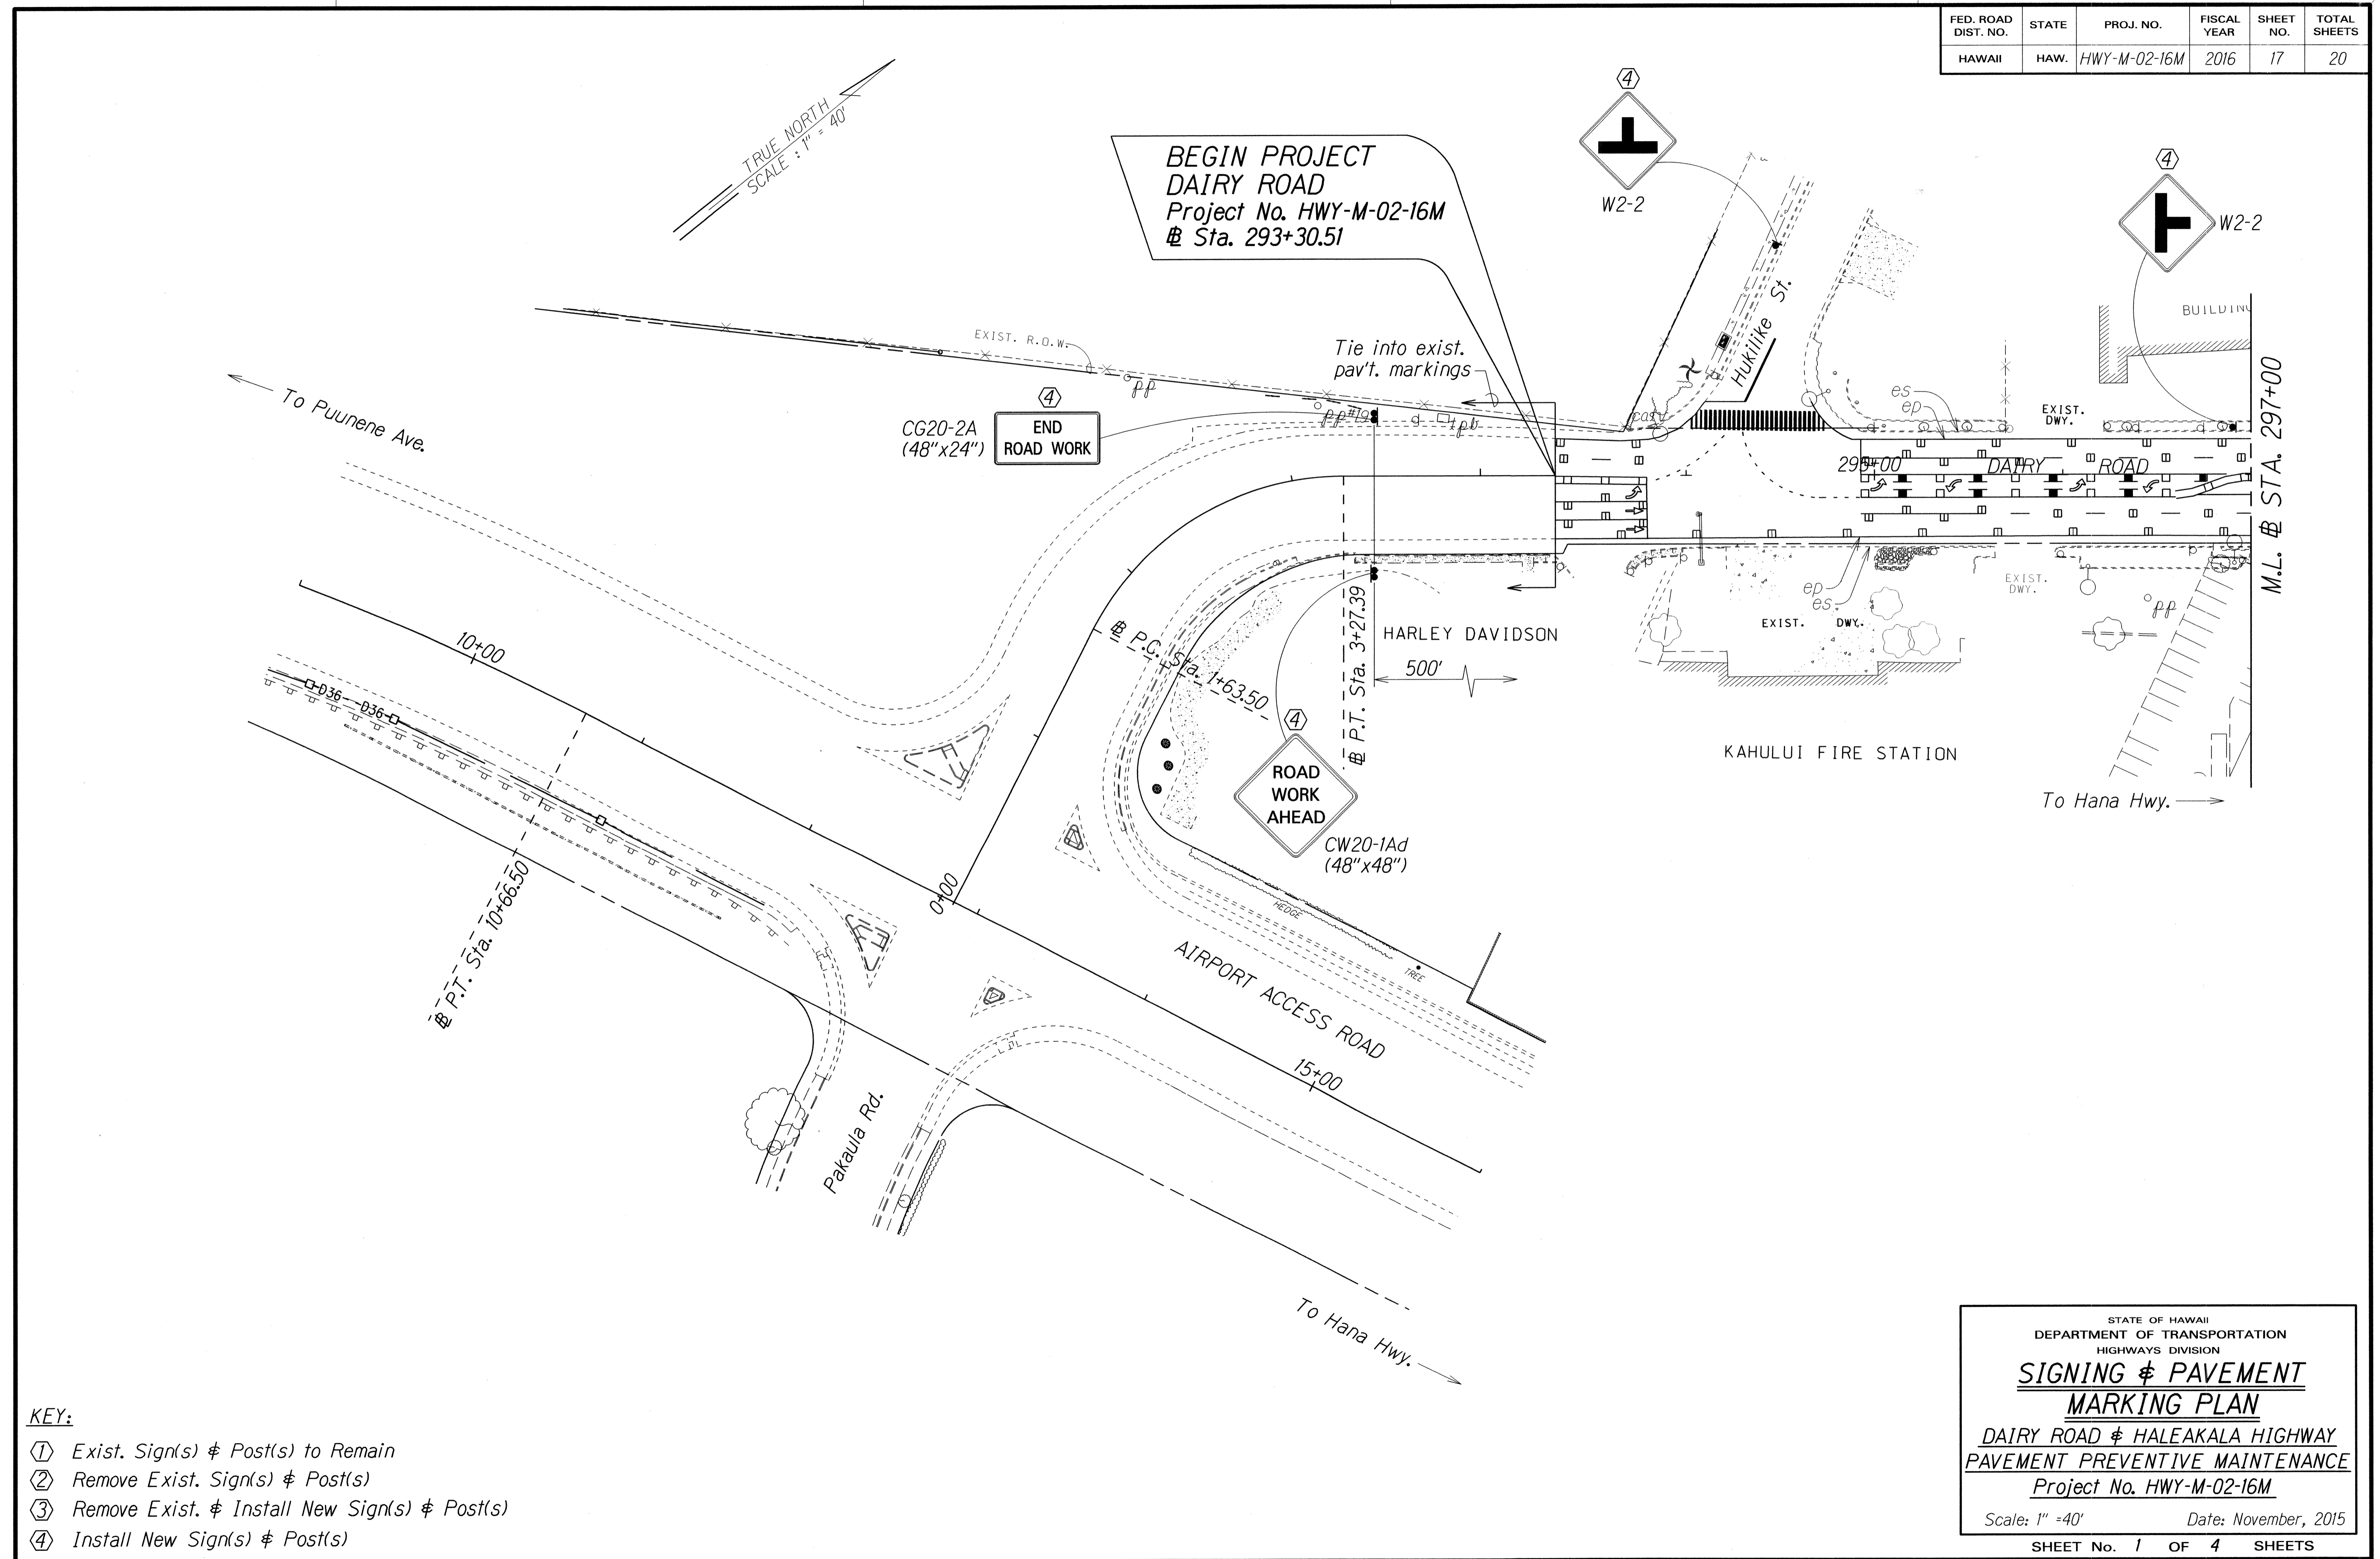 FED. ROAD DIST. NO. STATE PROJ. NO. FISCAL YEAR SHEET NO. TOTAL SHEETS
HAWAII HAW. HWY-M-02-16M 2016 17 20
TRUE NORTH
SCALE : 1" = 40'
BEGIN PROJECT
DAIRY ROAD
Project No. HWY-M-02-16M
℄ Sta. 293+30.51
4
W2-2
4
W2-2
BUILDING
Hukilike St.
EXIST. R.O.W.
Tie into exist.
pav't. markings
To Puunene Ave.
4
CG20-2A
(48"x24")
END
ROAD WORK
pp
pp#19
tpb
es
ep
EXIST.
DWY.
295+00
DAIRY ROAD
M.L. ℄ STA. 297+00
ep
es
EXIST. DWY.
EXIST.
DWY.
pp
HARLEY DAVIDSON
500'
℄ P.C. Sta. 1+63.50
℄ P.T. Sta. 3+27.39
10+00
D36
D36
4
ROAD
WORK
AHEAD
CW20-1Ad
(48"x48")
KAHULUI FIRE STATION
To Hana Hwy.
0+00
℄ P.T. Sta. 10+66.50
HEDGE
TREE
AIRPORT ACCESS ROAD
15+00
Pakaula Rd.
To Hana Hwy.
KEY:
1 Exist. Sign(s) & Post(s) to Remain
2 Remove Exist. Sign(s) & Post(s)
3 Remove Exist. & Install New Sign(s) & Post(s)
4 Install New Sign(s) & Post(s)
STATE OF HAWAII
DEPARTMENT OF TRANSPORTATION
HIGHWAYS DIVISION
SIGNING & PAVEMENT
MARKING PLAN
DAIRY ROAD & HALEAKALA HIGHWAY
PAVEMENT PREVENTIVE MAINTENANCE
Project No. HWY-M-02-16M
Scale: 1" =40' Date: November, 2015
SHEET No. 1 OF 4 SHEETS